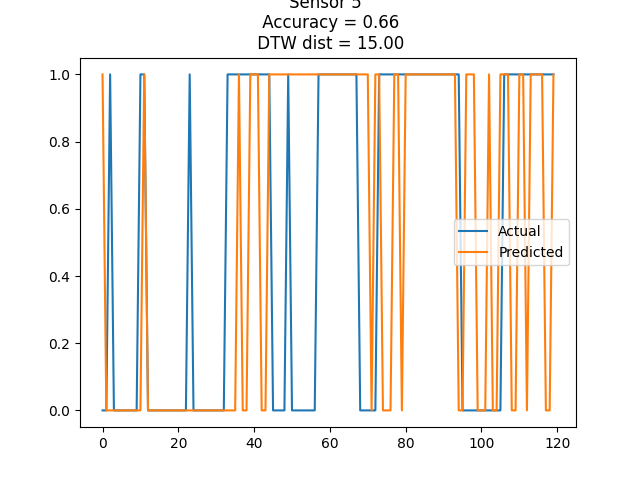 Sensor 5
Accuracy = 0.66
DTW dist = 15.00
1.0
0.8
0.6
0.4
0.2
0.0
Actual
Predicted
0 20 40 60 80 100 120